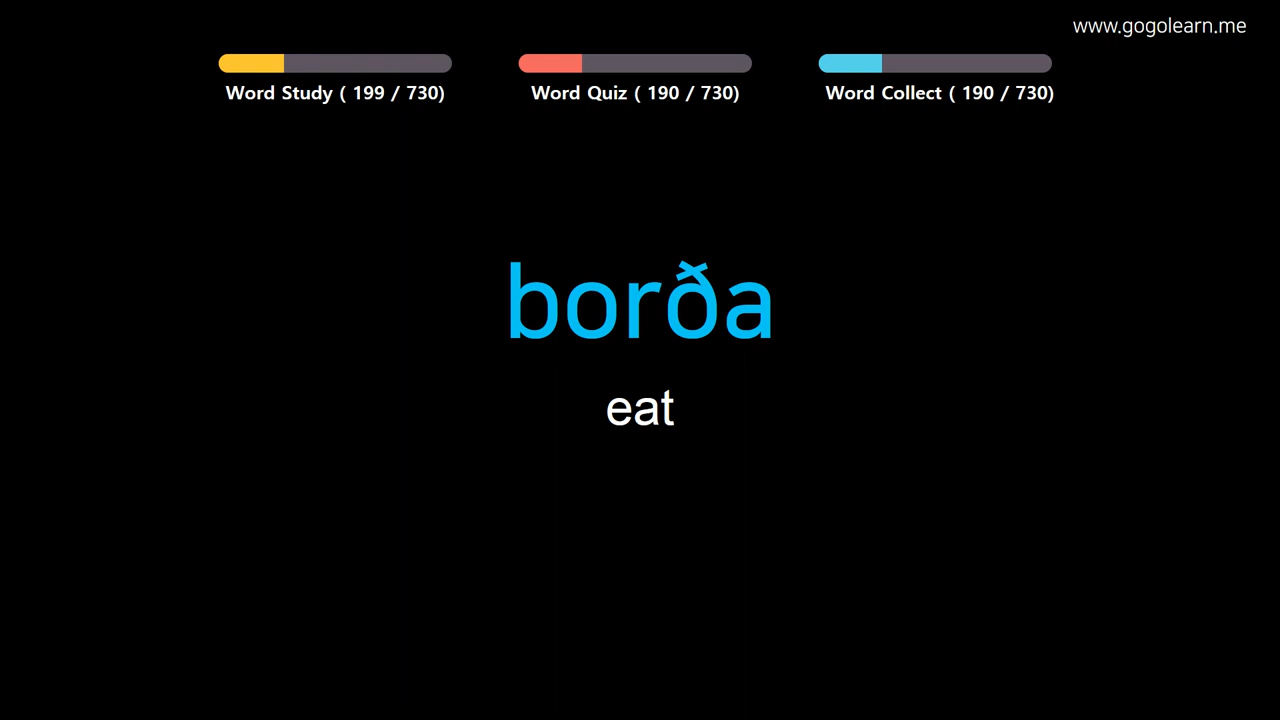 www.gogolearn.me
Word Study ( 199 / 730)
Word Quiz ( 190 / 730)
Word Collect ( 190 / 730)
borða
eat